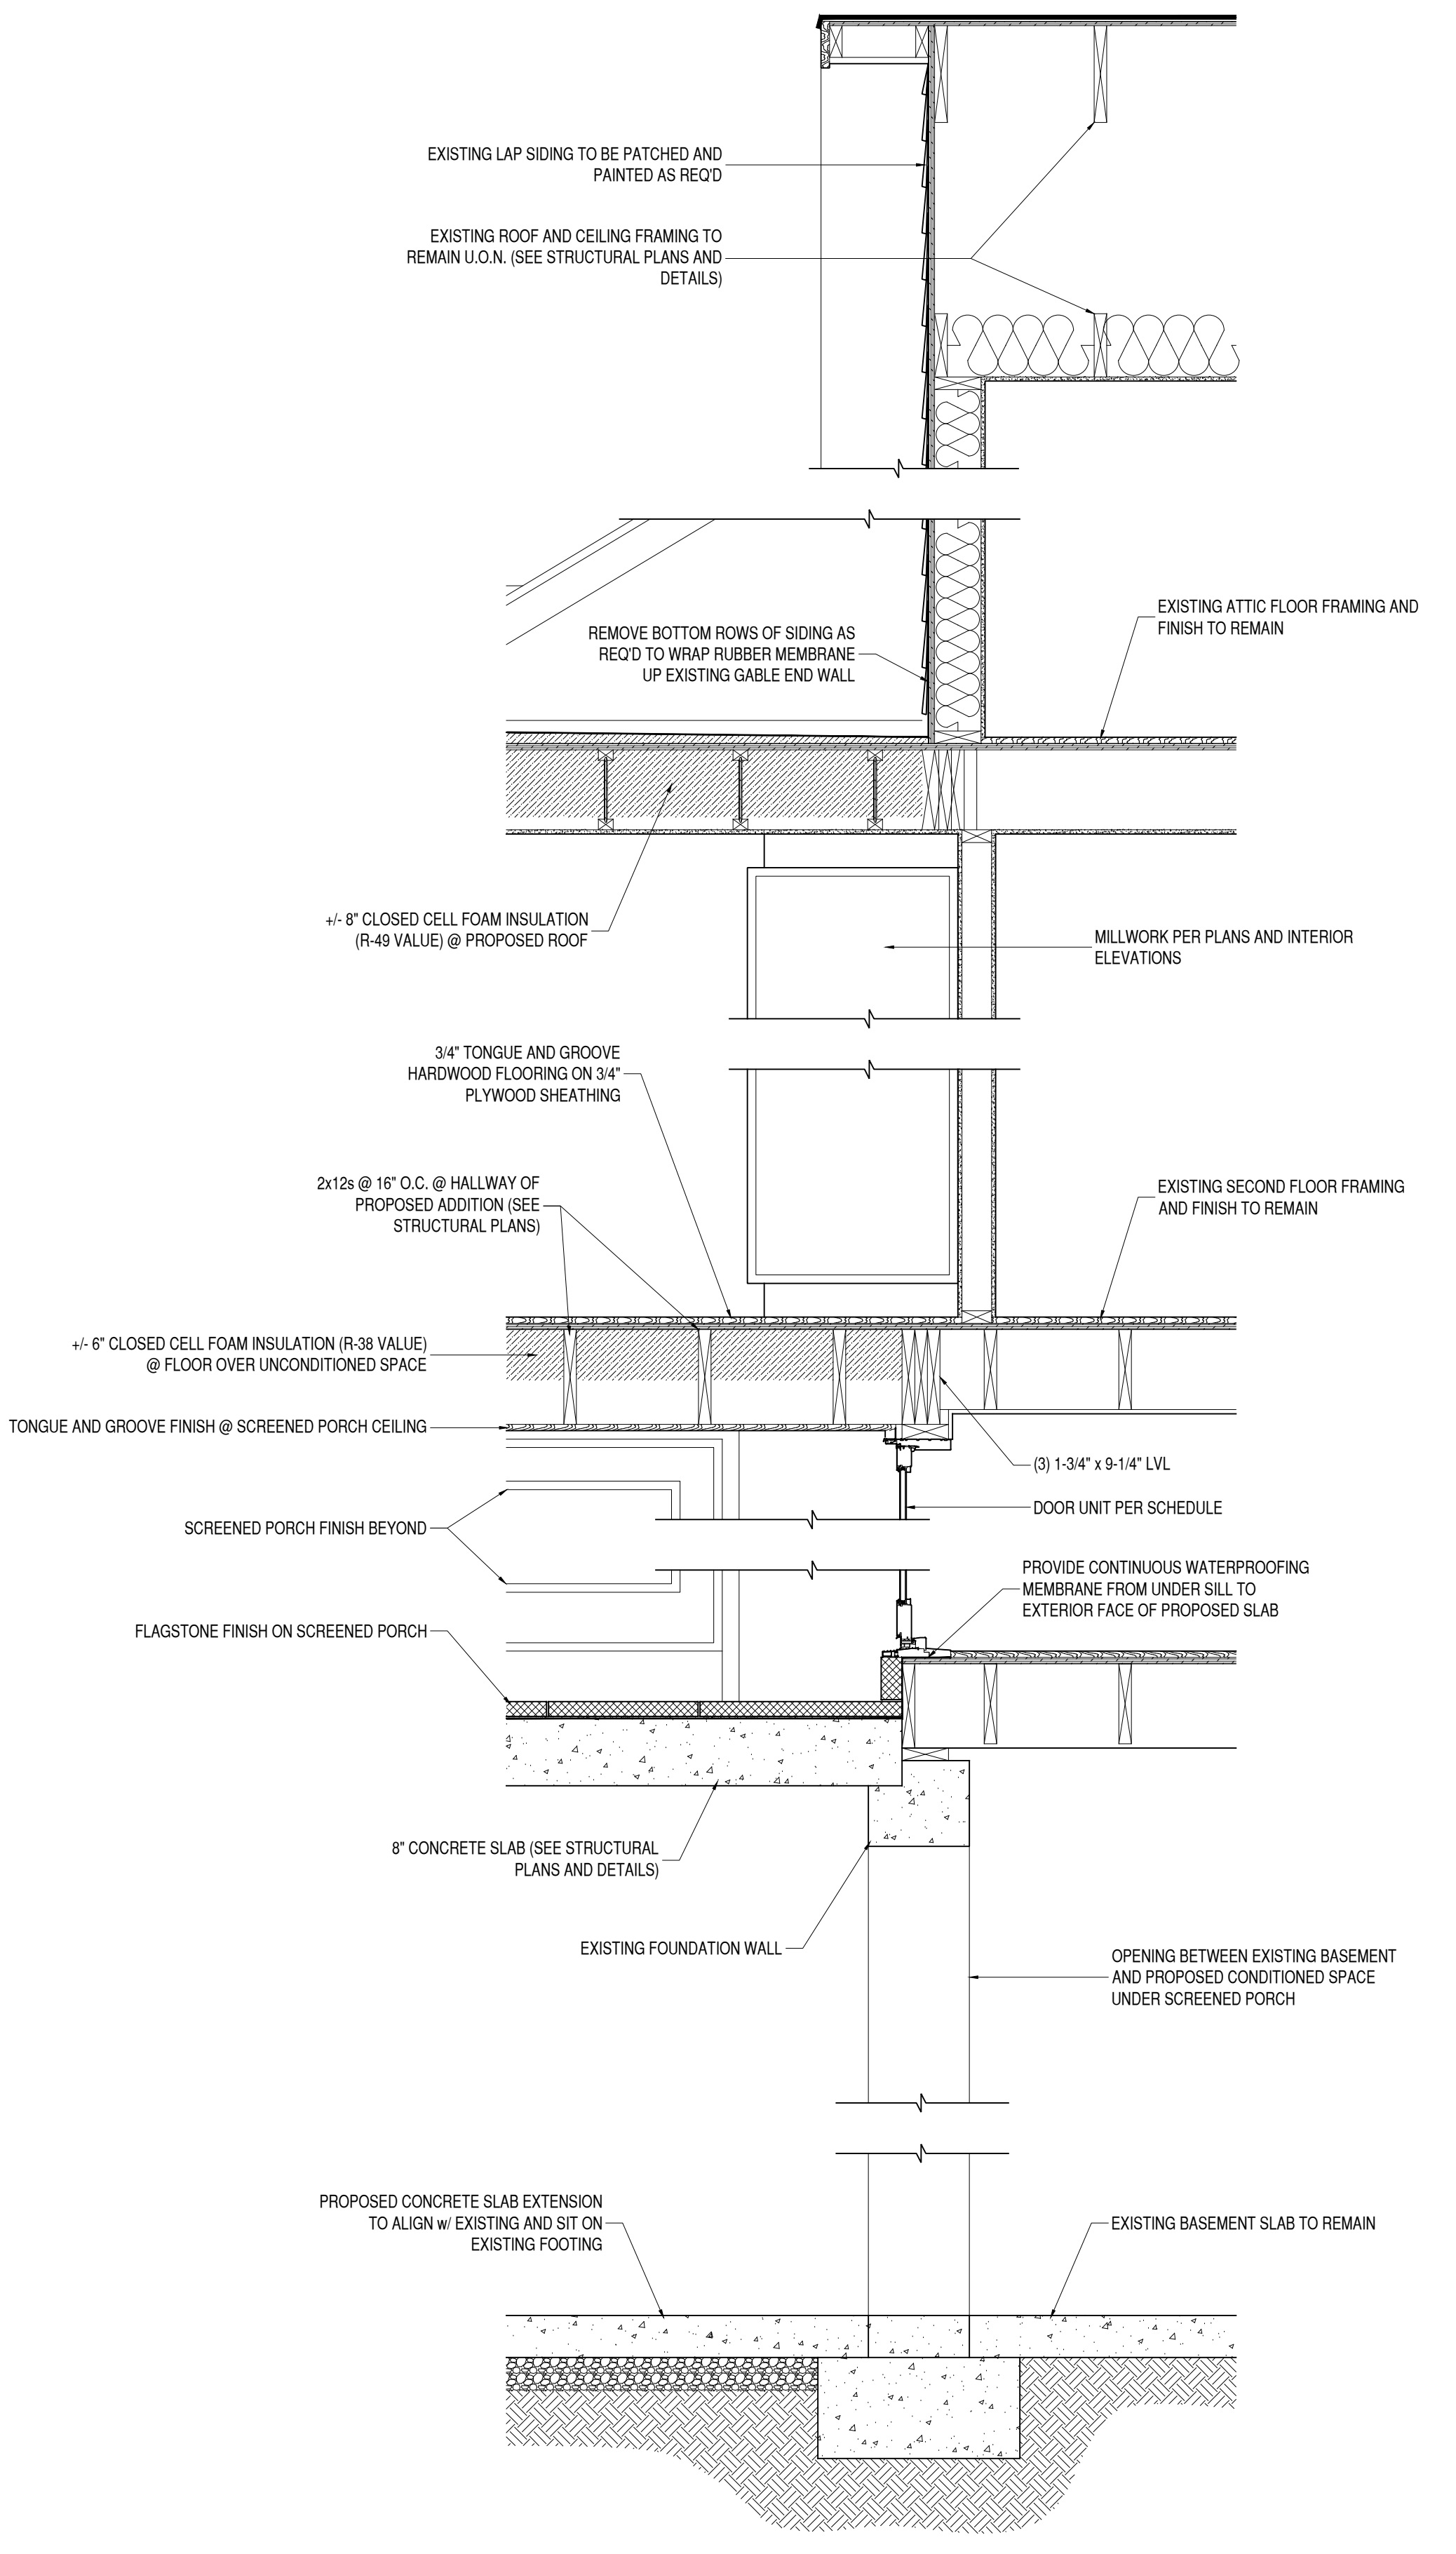 EXISTING LAP SIDING TO BE PATCHED AND
PAINTED AS REQ'D
EXISTING ROOF AND CEILING FRAMING TO
REMAIN U.O.N. (SEE STRUCTURAL PLANS AND
DETAILS)
EXISTING ATTIC FLOOR FRAMING AND
FINISH TO REMAIN
REMOVE BOTTOM ROWS OF SIDING AS
REQ'D TO WRAP RUBBER MEMBRANE
UP EXISTING GABLE END WALL
+/- 8" CLOSED CELL FOAM INSULATION
(R-49 VALUE) @ PROPOSED ROOF
MILLWORK PER PLANS AND INTERIOR
ELEVATIONS
3/4" TONGUE AND GROOVE
HARDWOOD FLOORING ON 3/4"
PLYWOOD SHEATHING
2x12s @ 16" O.C. @ HALLWAY OF
PROPOSED ADDITION (SEE
STRUCTURAL PLANS)
EXISTING SECOND FLOOR FRAMING
AND FINISH TO REMAIN
+/- 6" CLOSED CELL FOAM INSULATION (R-38 VALUE)
@ FLOOR OVER UNCONDITIONED SPACE
TONGUE AND GROOVE FINISH @ SCREENED PORCH CEILING
(3) 1-3/4" x 9-1/4" LVL
DOOR UNIT PER SCHEDULE
SCREENED PORCH FINISH BEYOND
PROVIDE CONTINUOUS WATERPROOFING
MEMBRANE FROM UNDER SILL TO
EXTERIOR FACE OF PROPOSED SLAB
FLAGSTONE FINISH ON SCREENED PORCH
8" CONCRETE SLAB (SEE STRUCTURAL
PLANS AND DETAILS)
EXISTING FOUNDATION WALL
OPENING BETWEEN EXISTING BASEMENT
AND PROPOSED CONDITIONED SPACE
UNDER SCREENED PORCH
PROPOSED CONCRETE SLAB EXTENSION
TO ALIGN w/ EXISTING AND SIT ON
EXISTING FOOTING
EXISTING BASEMENT SLAB TO REMAIN